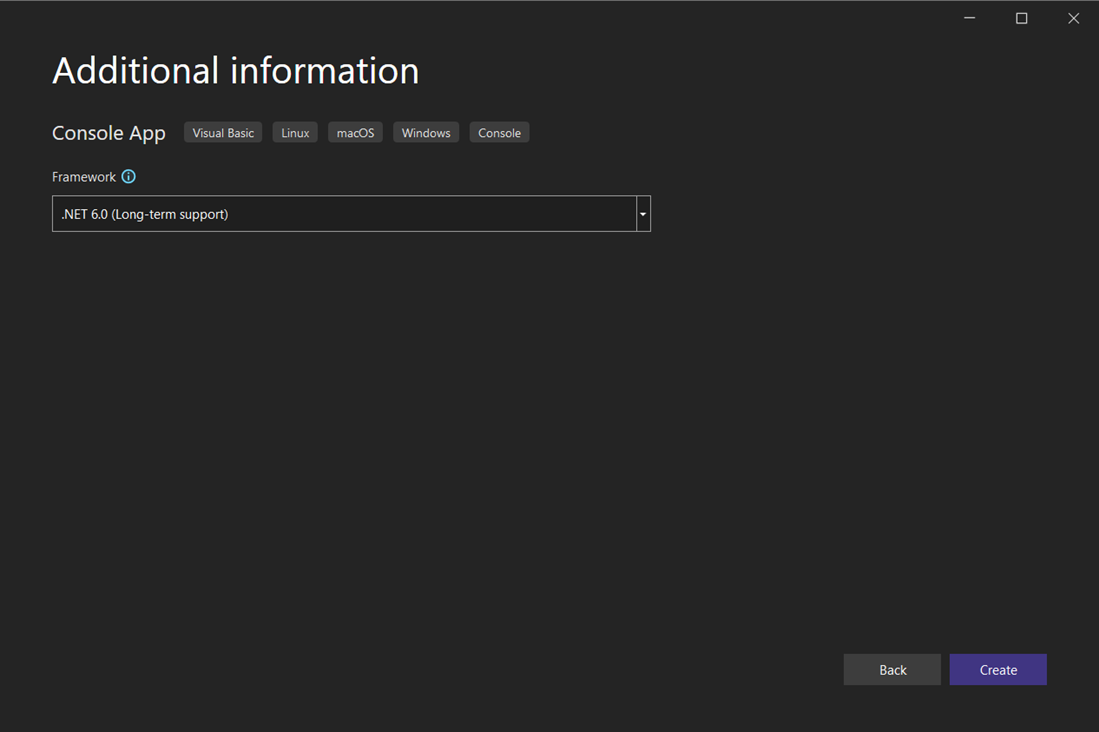 Additional information
Console App Visual Basic Linux macOS Windows Console
Framework
.NET 6.0 (Long-term support)
Back Create